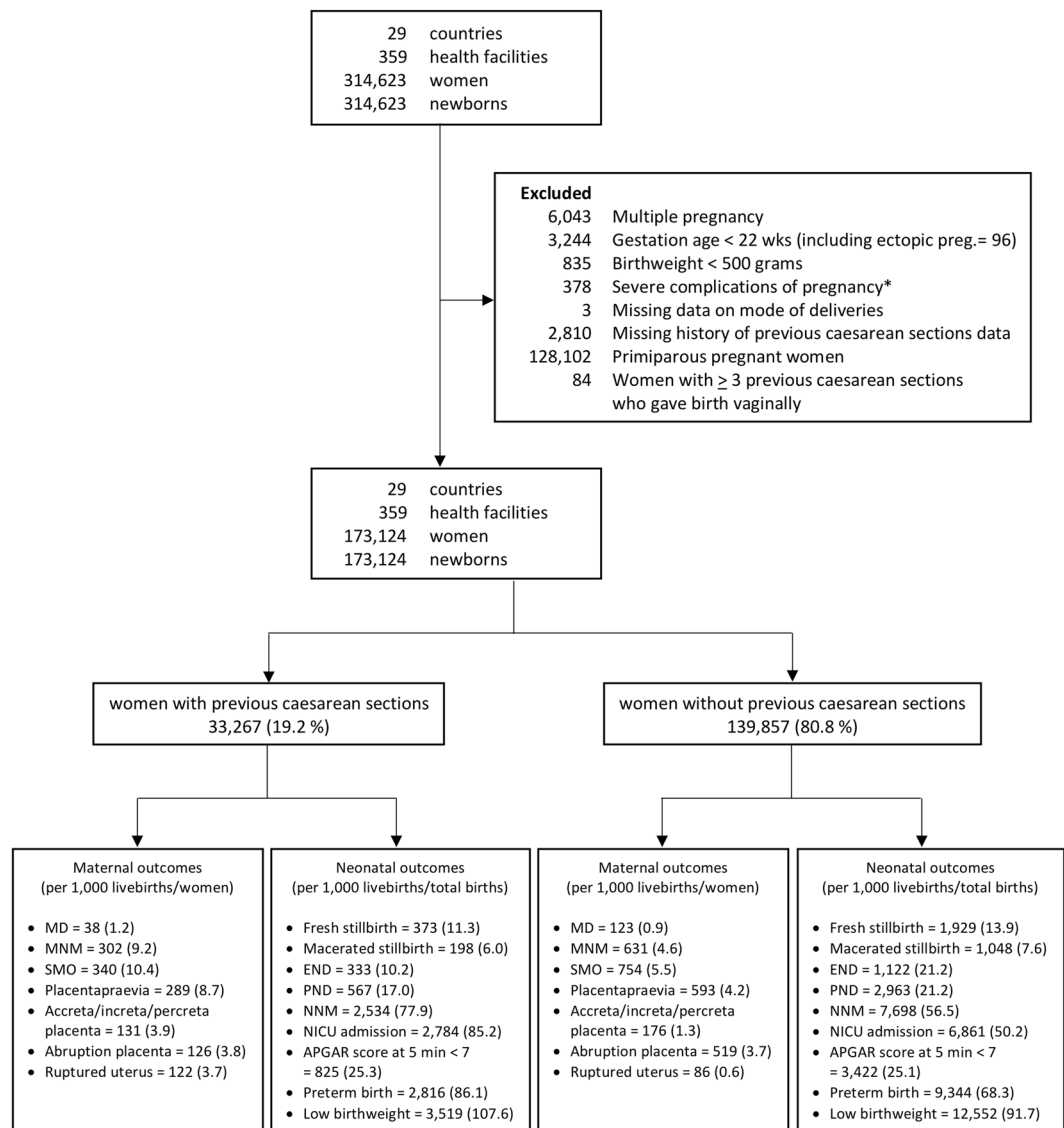 29 countries
359 health facilities
314,623 women
314,623 newborns
Excluded
6,043 Multiple pregnancy
3,244 Gestation age < 22 wks (including ectopic preg.= 96)
835 Birthweight < 500 grams
378 Severe complications of pregnancy*
3 Missing data on mode of deliveries
2,810 Missing history of previous caesarean sections data
128,102 Primiparous pregnant women
84 Women with ≥ 3 previous caesarean sections
who gave birth vaginally
29 countries
359 health facilities
173,124 women
173,124 newborns
women with previous caesarean sections
33,267 (19.2 %)
women without previous caesarean sections
139,857 (80.8 %)
Maternal outcomes
(per 1,000 livebirths/women)
• MD = 38 (1.2)
• MNM = 302 (9.2)
• SMO = 340 (10.4)
• Placentapraevia = 289 (8.7)
• Accreta/increta/percreta
placenta = 131 (3.9)
• Abruption placenta = 126 (3.8)
• Ruptured uterus = 122 (3.7)
Neonatal outcomes
(per 1,000 livebirths/total births)
• Fresh stillbirth = 373 (11.3)
• Macerated stillbirth = 198 (6.0)
• END = 333 (10.2)
• PND = 567 (17.0)
• NNM = 2,534 (77.9)
• NICU admission = 2,784 (85.2)
• APGAR score at 5 min < 7
= 825 (25.3)
• Preterm birth = 2,816 (86.1)
• Low birthweight = 3,519 (107.6)
Maternal outcomes
(per 1,000 livebirths/women)
• MD = 123 (0.9)
• MNM = 631 (4.6)
• SMO = 754 (5.5)
• Placentapraevia = 593 (4.2)
• Accreta/increta/percreta
placenta = 176 (1.3)
• Abruption placenta = 519 (3.7)
• Ruptured uterus = 86 (0.6)
Neonatal outcomes
(per 1,000 livebirths/total births)
• Fresh stillbirth = 1,929 (13.9)
• Macerated stillbirth = 1,048 (7.6)
• END = 1,122 (21.2)
• PND = 2,963 (21.2)
• NNM = 7,698 (56.5)
• NICU admission = 6,861 (50.2)
• APGAR score at 5 min < 7
= 3,422 (25.1)
• Preterm birth = 9,344 (68.3)
• Low birthweight = 12,552 (91.7)